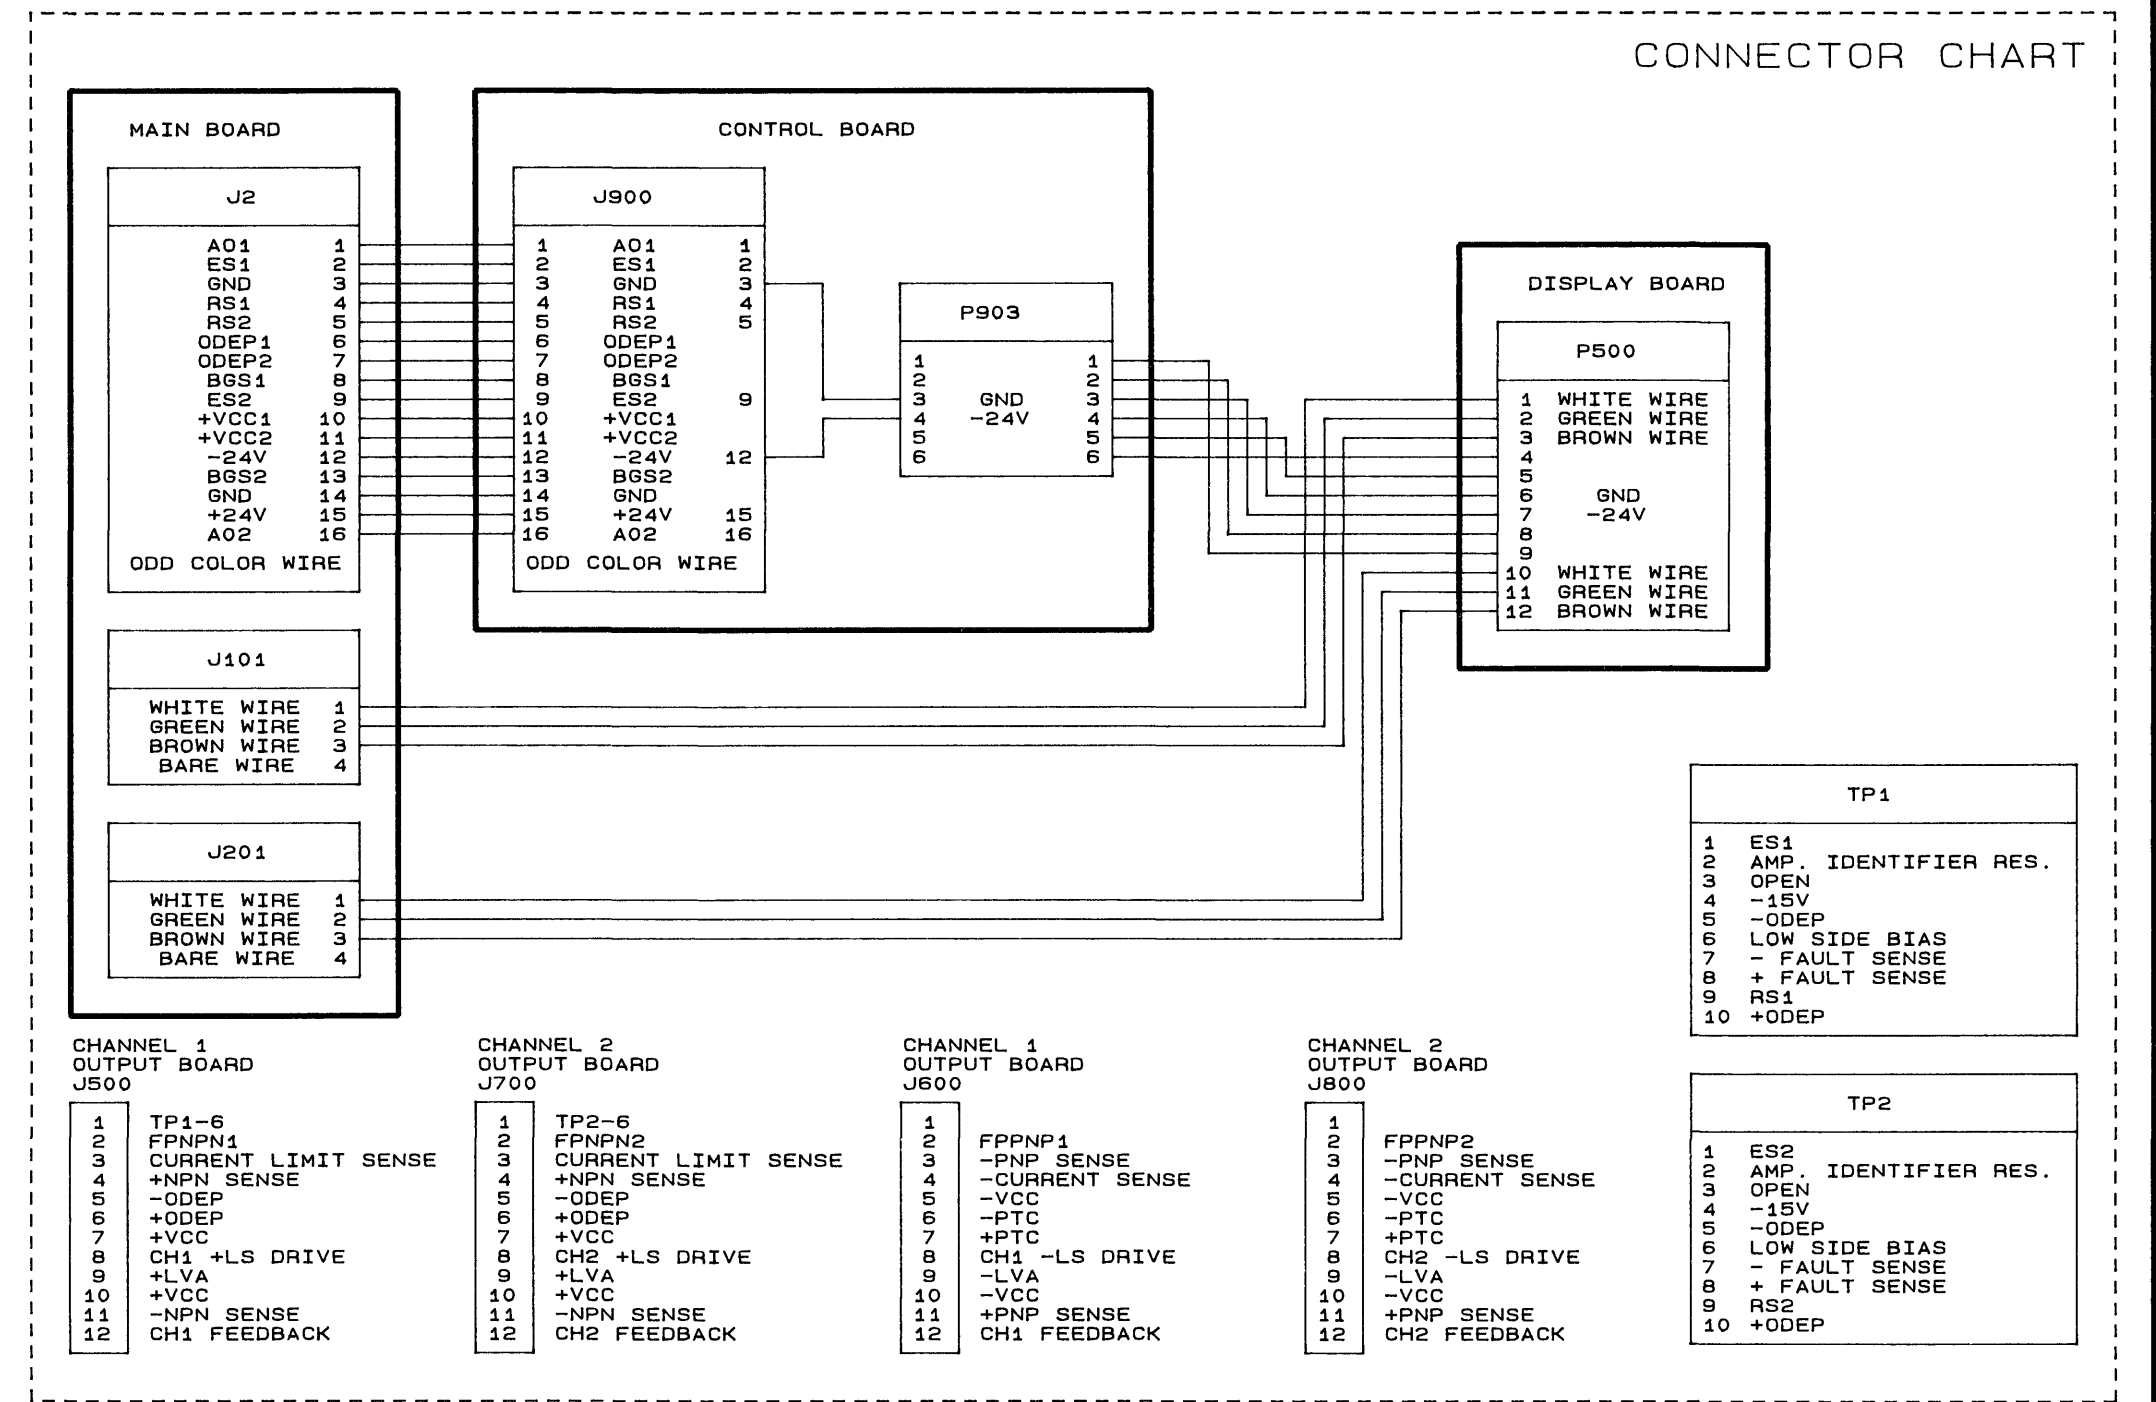 CONNECTOR CHART
MAIN BOARD
J2
AO1 1
ES1 2
GND 3
RS1 4
RS2 5
ODEP1 6
ODEP2 7
BGS1 8
ES2 9
+VCC1 10
+VCC2 11
-24V 12
BGS2 13
GND 14
+24V 15
AO2 16
ODD COLOR WIRE
J101
WHITE WIRE 1
GREEN WIRE 2
BROWN WIRE 3
BARE WIRE 4
J201
WHITE WIRE 1
GREEN WIRE 2
BROWN WIRE 3
BARE WIRE 4
CONTROL BOARD
J900
1 AO1 1
2 ES1 2
3 GND 3
4 RS1 4
5 RS2 5
6 ODEP1
7 ODEP2
8 BGS1
9 ES2 9
10 +VCC1
11 +VCC2
12 -24V 12
13 BGS2
14 GND
15 +24V 15
16 AO2 16
ODD COLOR WIRE
P903
1 1
2 2
3 GND 3
4 -24V 4
5 5
6 6
DISPLAY BOARD
P500
1 WHITE WIRE
2 GREEN WIRE
3 BROWN WIRE
4
5
6 GND
7 -24V
8
9
10 WHITE WIRE
11 GREEN WIRE
12 BROWN WIRE
TP1
1 ES1
2 AMP. IDENTIFIER RES.
3 OPEN
4 -15V
5 -ODEP
6 LOW SIDE BIAS
7 - FAULT SENSE
8 + FAULT SENSE
9 RS1
10 +ODEP
TP2
1 ES2
2 AMP. IDENTIFIER RES.
3 OPEN
4 -15V
5 -ODEP
6 LOW SIDE BIAS
7 - FAULT SENSE
8 + FAULT SENSE
9 RS2
10 +ODEP
CHANNEL 1
OUTPUT BOARD
J500
1 TP1-6
2 FPNPN1
3 CURRENT LIMIT SENSE
4 +NPN SENSE
5 -ODEP
6 +ODEP
7 +VCC
8 CH1 +LS DRIVE
9 +LVA
10 +VCC
11 -NPN SENSE
12 CH1 FEEDBACK
CHANNEL 2
OUTPUT BOARD
J700
1 TP2-6
2 FPNPN2
3 CURRENT LIMIT SENSE
4 +NPN SENSE
5 -ODEP
6 +ODEP
7 +VCC
8 CH2 +LS DRIVE
9 +LVA
10 +VCC
11 -NPN SENSE
12 CH2 FEEDBACK
CHANNEL 1
OUTPUT BOARD
J600
1
2 FPPNP1
3 -PNP SENSE
4 -CURRENT SENSE
5 -VCC
6 -PTC
7 +PTC
8 CH1 -LS DRIVE
9 -LVA
10 -VCC
11 +PNP SENSE
12 CH1 FEEDBACK
CHANNEL 2
OUTPUT BOARD
J800
1
2 FPPNP2
3 -PNP SENSE
4 -CURRENT SENSE
5 -VCC
6 -PTC
7 +PTC
8 CH2 -LS DRIVE
9 -LVA
10 -VCC
11 +PNP SENSE
12 CH2 FEEDBACK